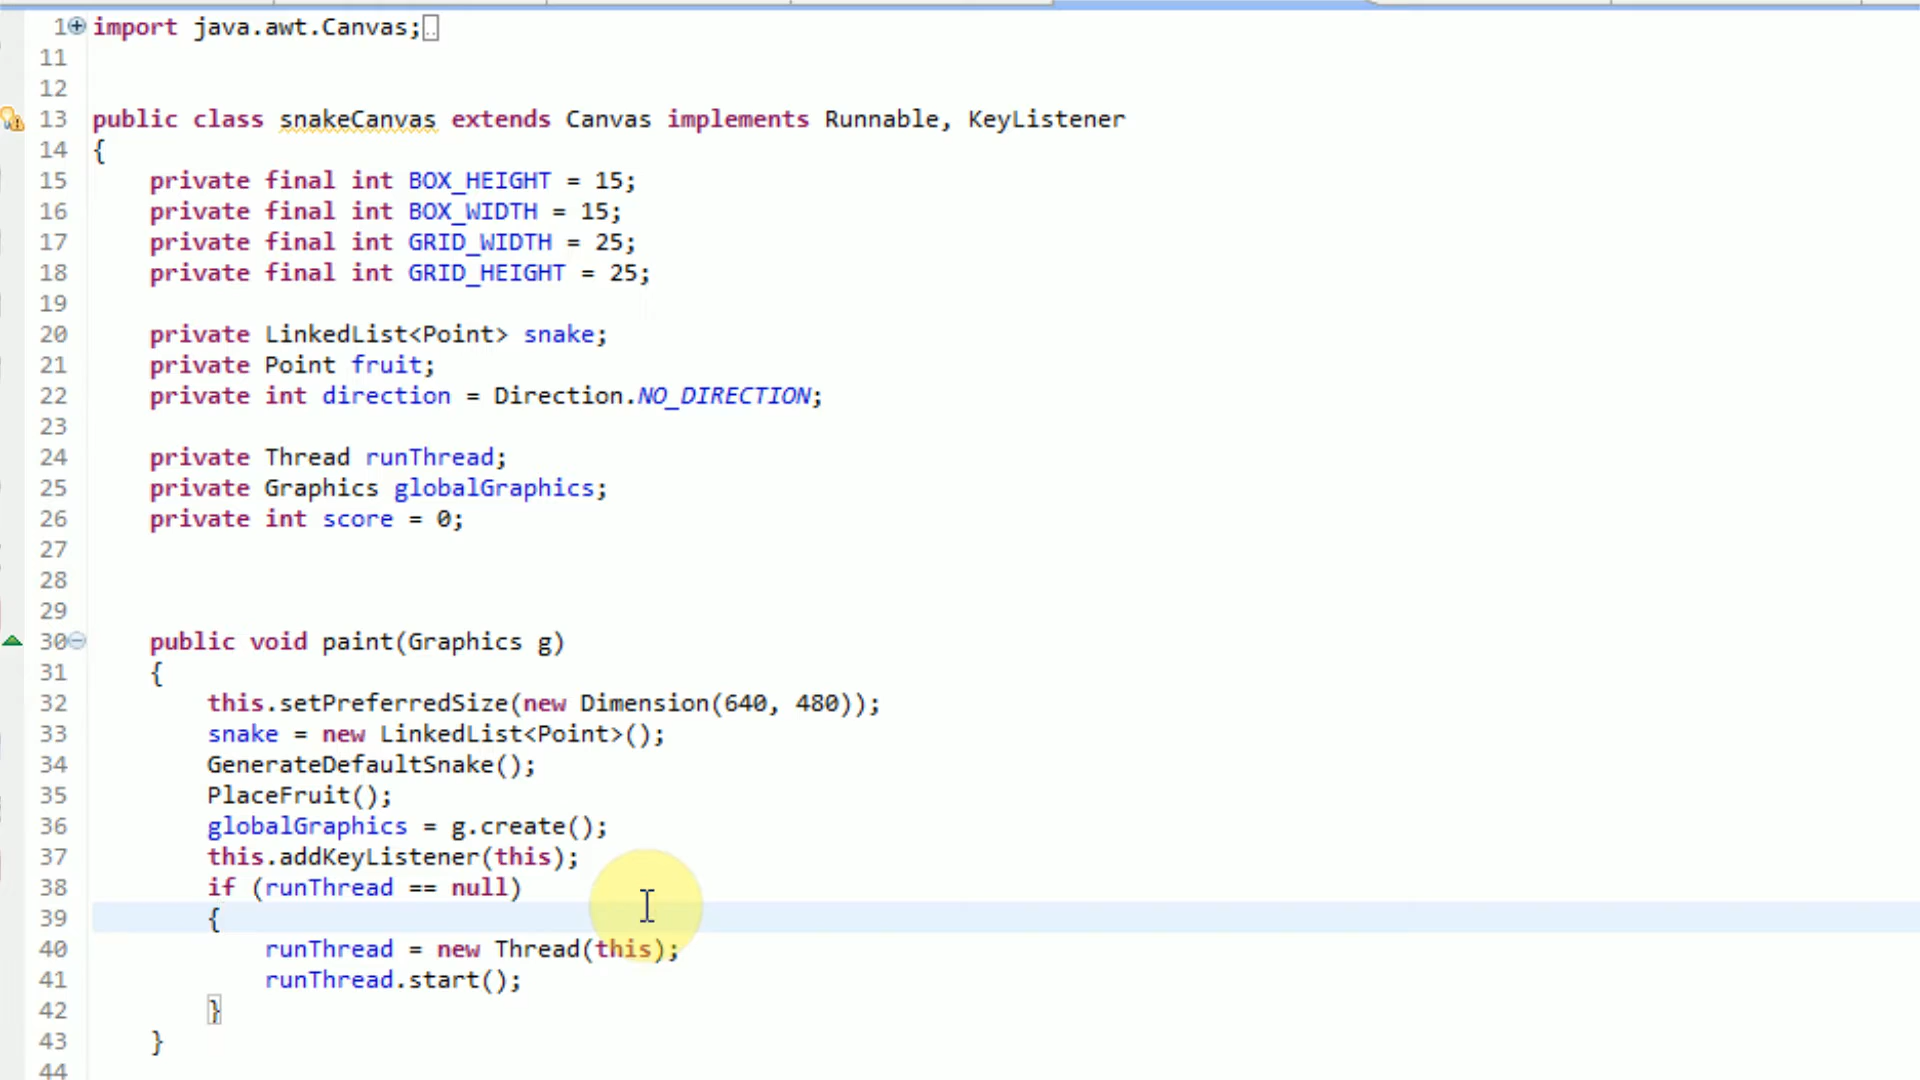 1 import java.awt.Canvas;
11
12
13 public class snakeCanvas extends Canvas implements Runnable, KeyListener
14 {
15     private final int BOX_HEIGHT = 15;
16     private final int BOX_WIDTH = 15;
17     private final int GRID_WIDTH = 25;
18     private final int GRID_HEIGHT = 25;
19
20     private LinkedList<Point> snake;
21     private Point fruit;
22     private int direction = Direction.NO_DIRECTION;
23
24     private Thread runThread;
25     private Graphics globalGraphics;
26     private int score = 0;
27
28
29
30     public void paint(Graphics g)
31     {
32         this.setPreferredSize(new Dimension(640, 480));
33         snake = new LinkedList<Point>();
34         GenerateDefaultSnake();
35         PlaceFruit();
36         globalGraphics = g.create();
37         this.addKeyListener(this);
38         if (runThread == null)
39         {
40             runThread = new Thread(this);
41             runThread.start();
42         }
43     }
44